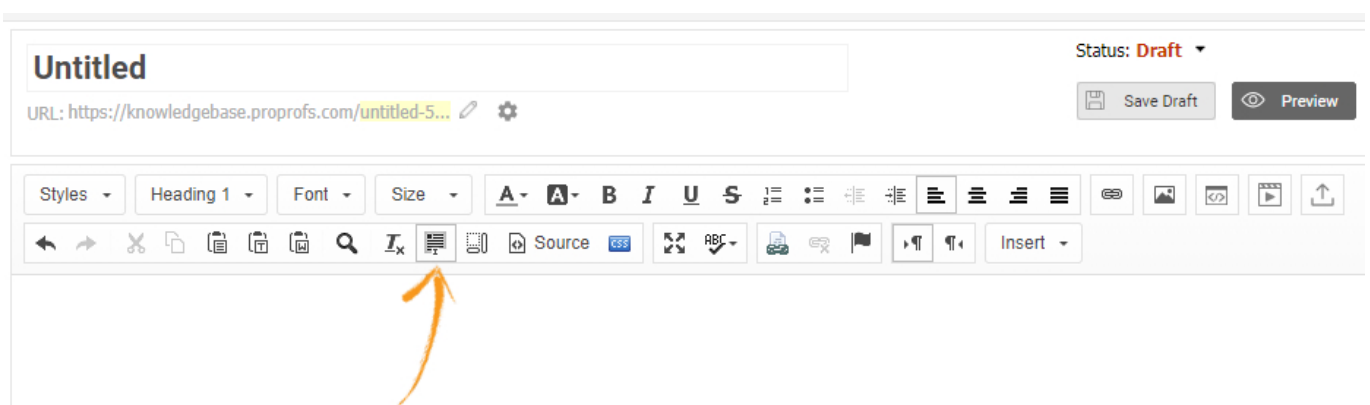 Untitled
Status: Draft
URL: https://knowledgebase.proprofs.com/untitled-5...
Save Draft
Preview
Styles Heading 1 Font Size A A B I U S
Source css ABC Insert